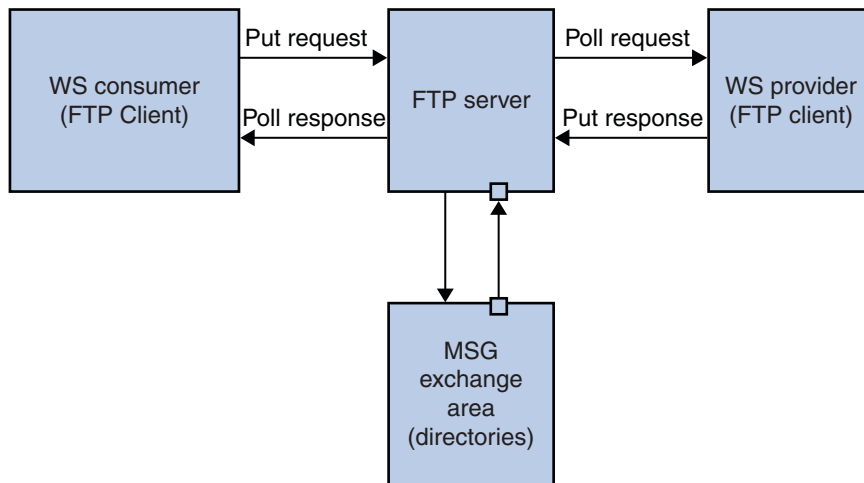 Put request
Poll request
WS consumer
(FTP Client)
FTP server
WS provider
(FTP client)
Poll response
Put response
MSG
exchange
area
(directories)